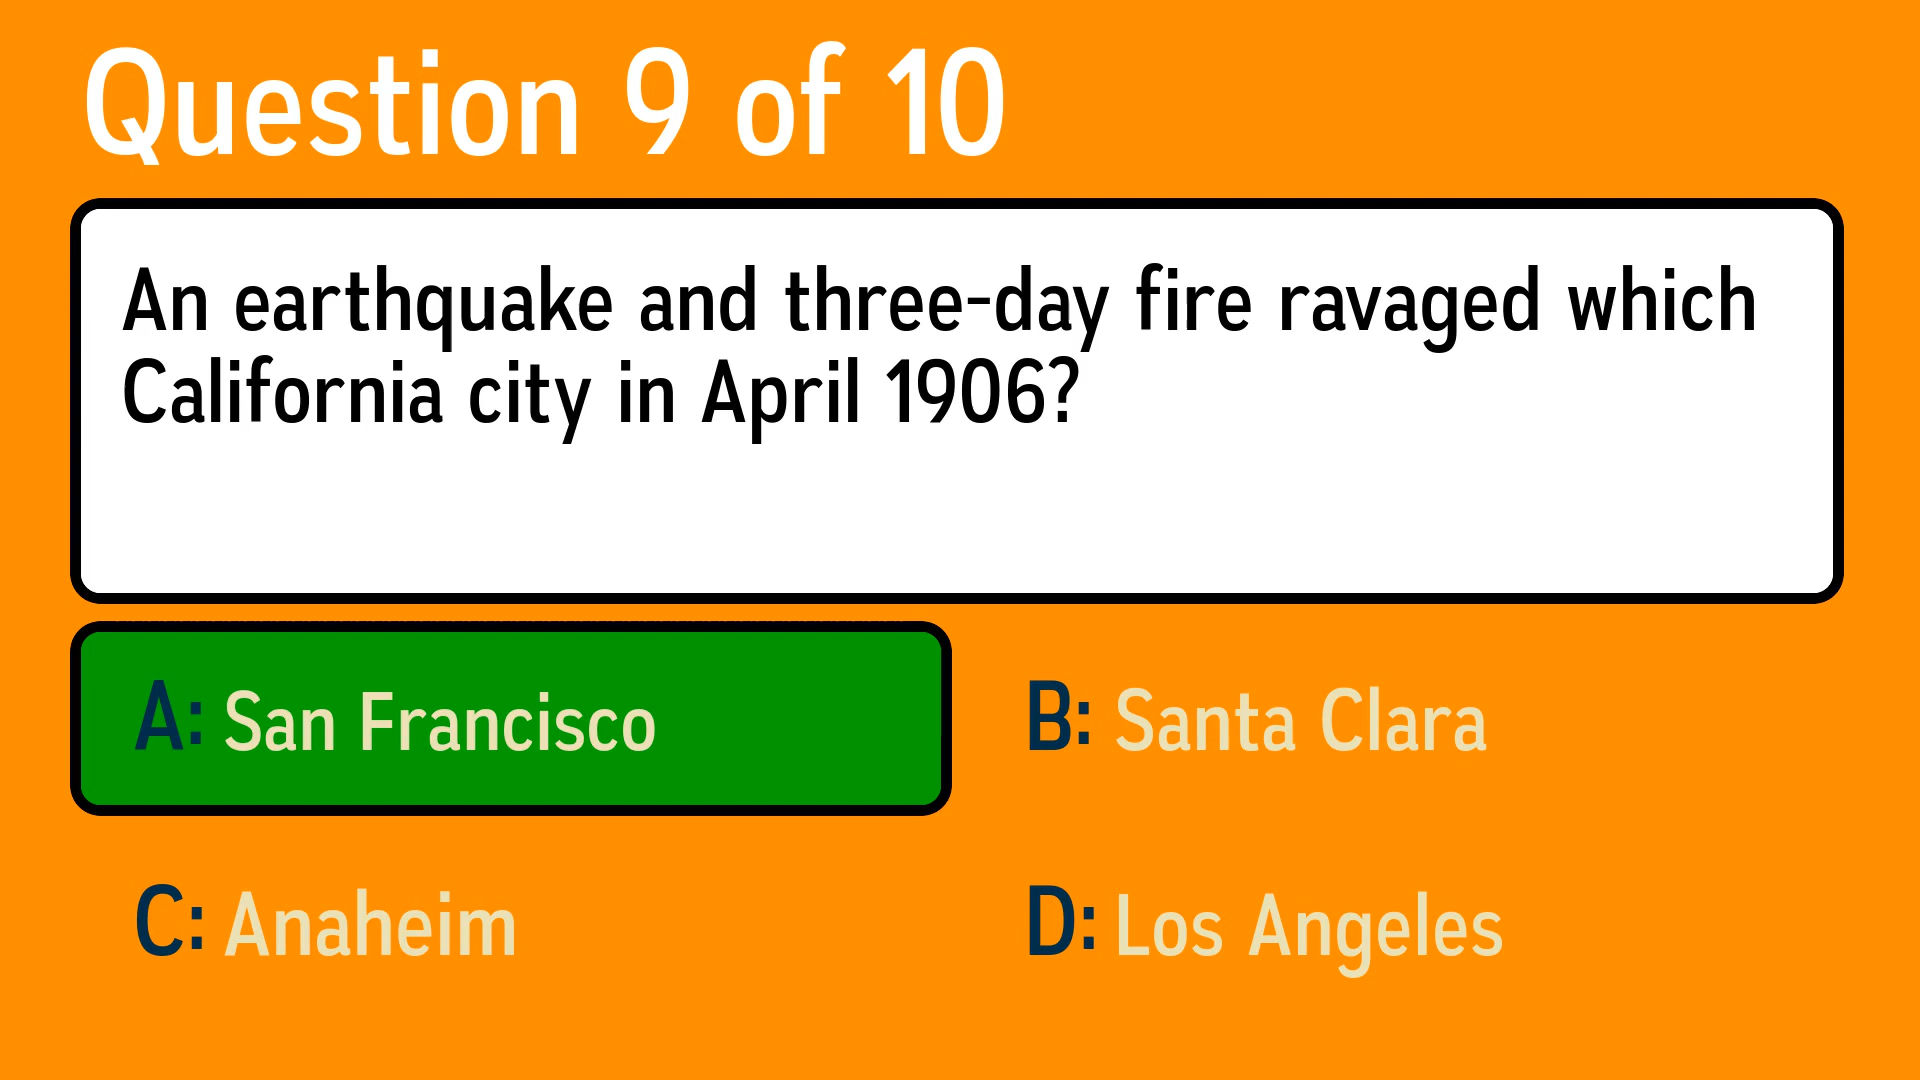 Question 9 of 10
An earthquake and three-day fire ravaged which
California city in April 1906?
A: San Francisco
B: Santa Clara
C: Anaheim
D: Los Angeles